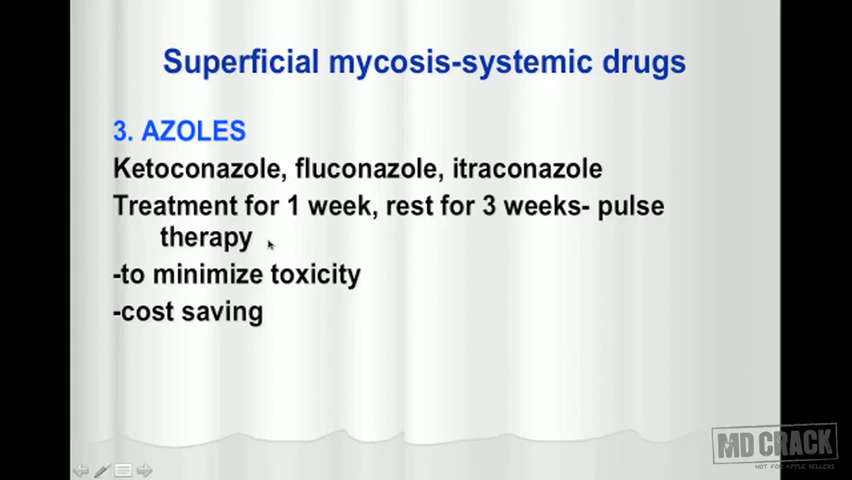 Superficial mycosis-systemic drugs
3. AZOLES
Ketoconazole, fluconazole, itraconazole
Treatment for 1 week, rest for 3 weeks- pulse
therapy
-to minimize toxicity
-cost saving
MD CRACK
NOT FOR APPLE SELLERS